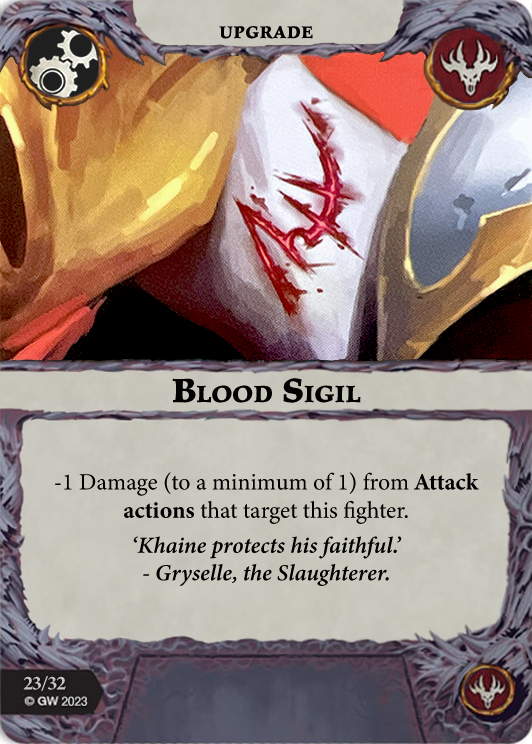 UPGRADE
BLOOD SIGIL
-1 Damage (to a minimum of 1) from Attack
actions that target this fighter.
‘Khaine protects his faithful.’
- Gryselle, the Slaughterer.
23/32
© GW 2023